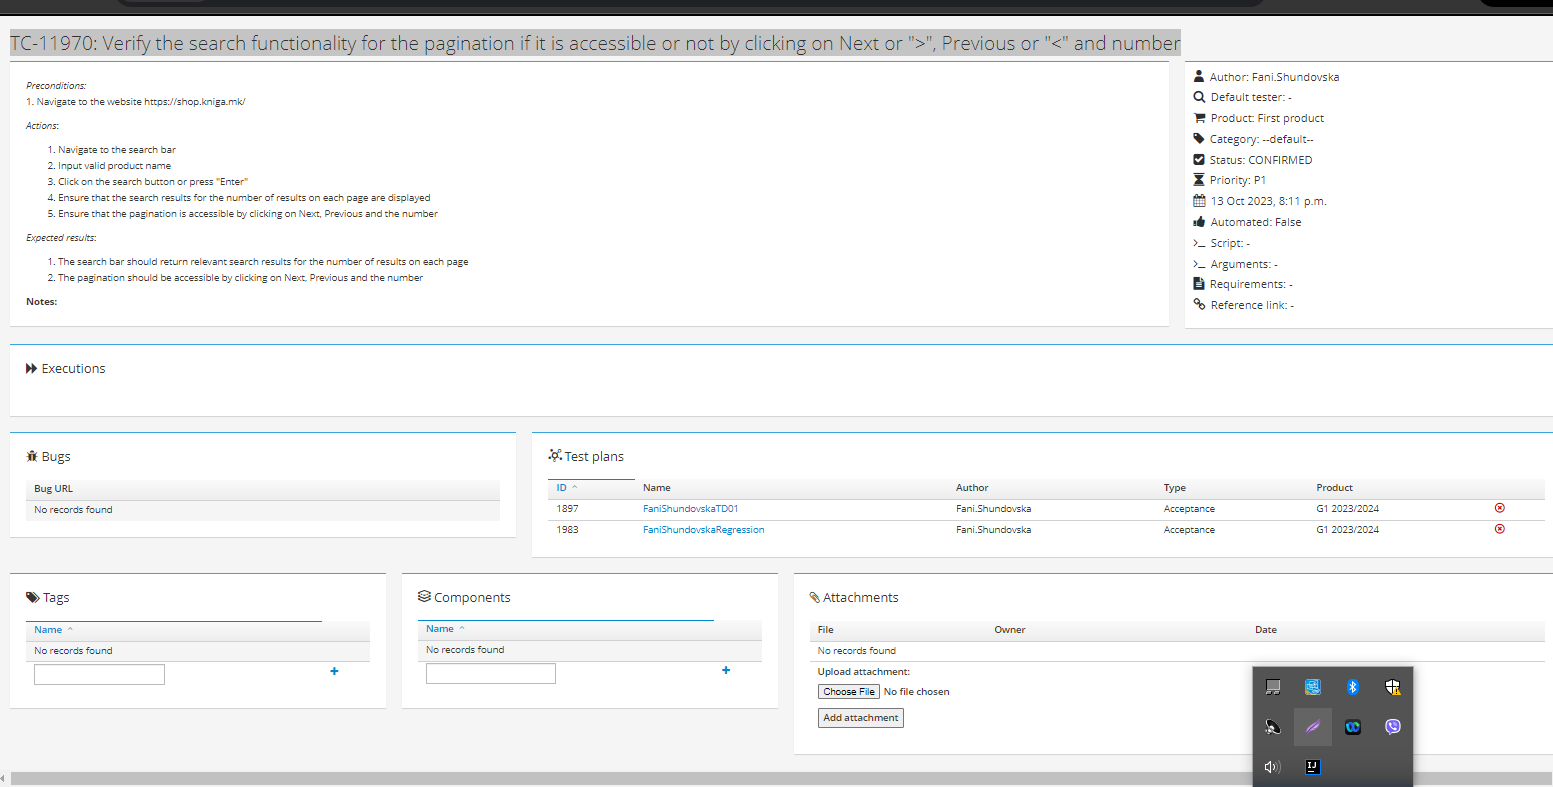 TC-11970: Verify the search functionality for the pagination if it is accessible or not by clicking on Next or ">", Previous or "<" and number
Preconditions:
1. Navigate to the website https://shop.kniga.mk/
Actions:
1. Navigate to the search bar
2. Input valid product name
3. Click on the search button or press "Enter"
4. Ensure that the search results for the number of results on each page are displayed
5. Ensure that the pagination is accessible by clicking on Next, Previous and the number
Expected results:
1. The search bar should return relevant search results for the number of results on each page
2. The pagination should be accessible by clicking on Next, Previous and the number
Notes:
Author: Fani.Shundovska
Default tester: -
Product: First product
Category: --default--
Status: CONFIRMED
Priority: P1
13 Oct 2023, 8:11 p.m.
Automated: False
Script: -
Arguments: -
Requirements: -
Reference link: -
Executions
Bugs
Bug URL
No records found
Test plans
ID Name Author Type Product
1897 FaniShundovskaTD01 Fani.Shundovska Acceptance G1 2023/2024
1983 FaniShundovskaRegression Fani.Shundovska Acceptance G1 2023/2024
Tags
Name
No records found
Components
Name
No records found
Attachments
File Owner Date
No records found
Upload attachment:
Choose File No file chosen
Add attachment
IJ